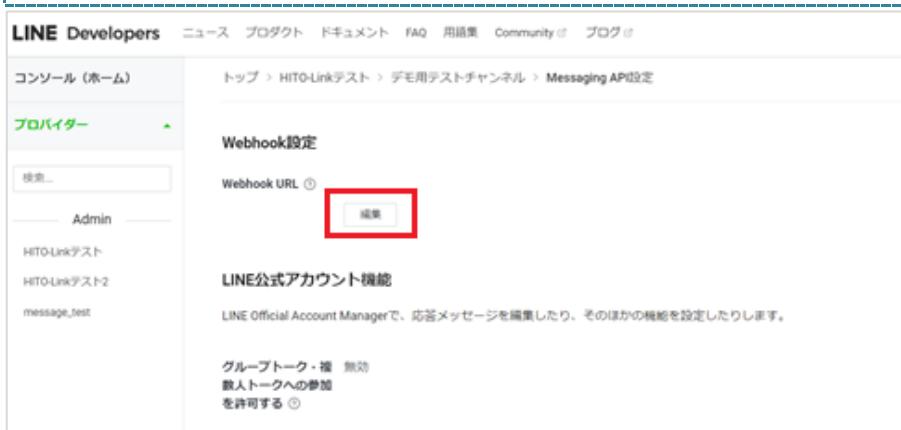 LINE Developers ニュース プロダクト ドキュメント FAQ 用語集 Community ブログ
コンソール（ホーム）
トップ > HITO-Linkテスト > デモ用テストチャンネル > Messaging API設定
プロバイダー
Webhook設定
検索...
Webhook URL
編集
Admin
HITO-Linkテスト
HITO-Linkテスト2
message_test
LINE公式アカウント機能
LINE Official Account Managerで、応答メッセージを編集したり、そのほかの機能を設定したりします。
グループトーク・複 無効
数人トークへの参加
を許可する